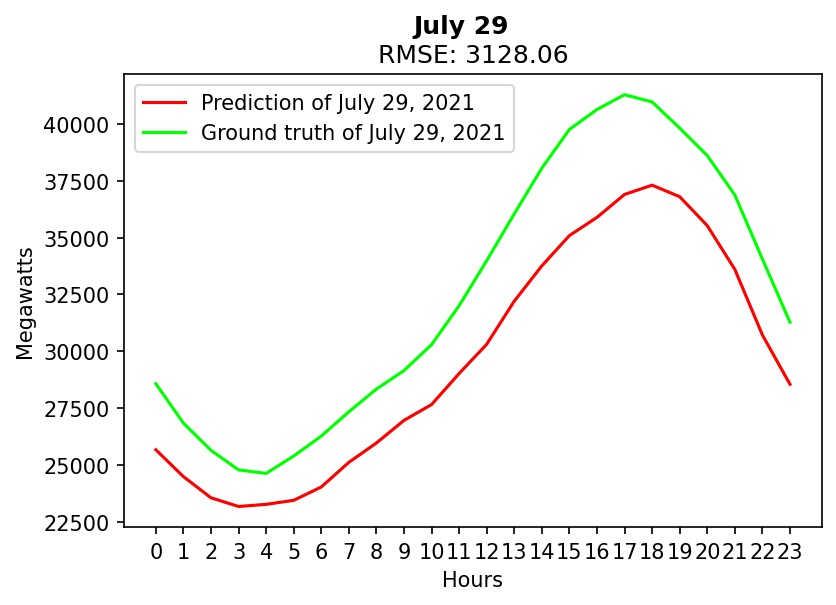 July 29
RMSE: 3128.06
Prediction of July 29, 2021
Ground truth of July 29, 2021
Megawatts
40000
37500
35000
32500
30000
27500
25000
22500
0 1 2 3 4 5 6 7 8 9 10 11 12 13 14 15 16 17 18 19 20 21 22 23
Hours